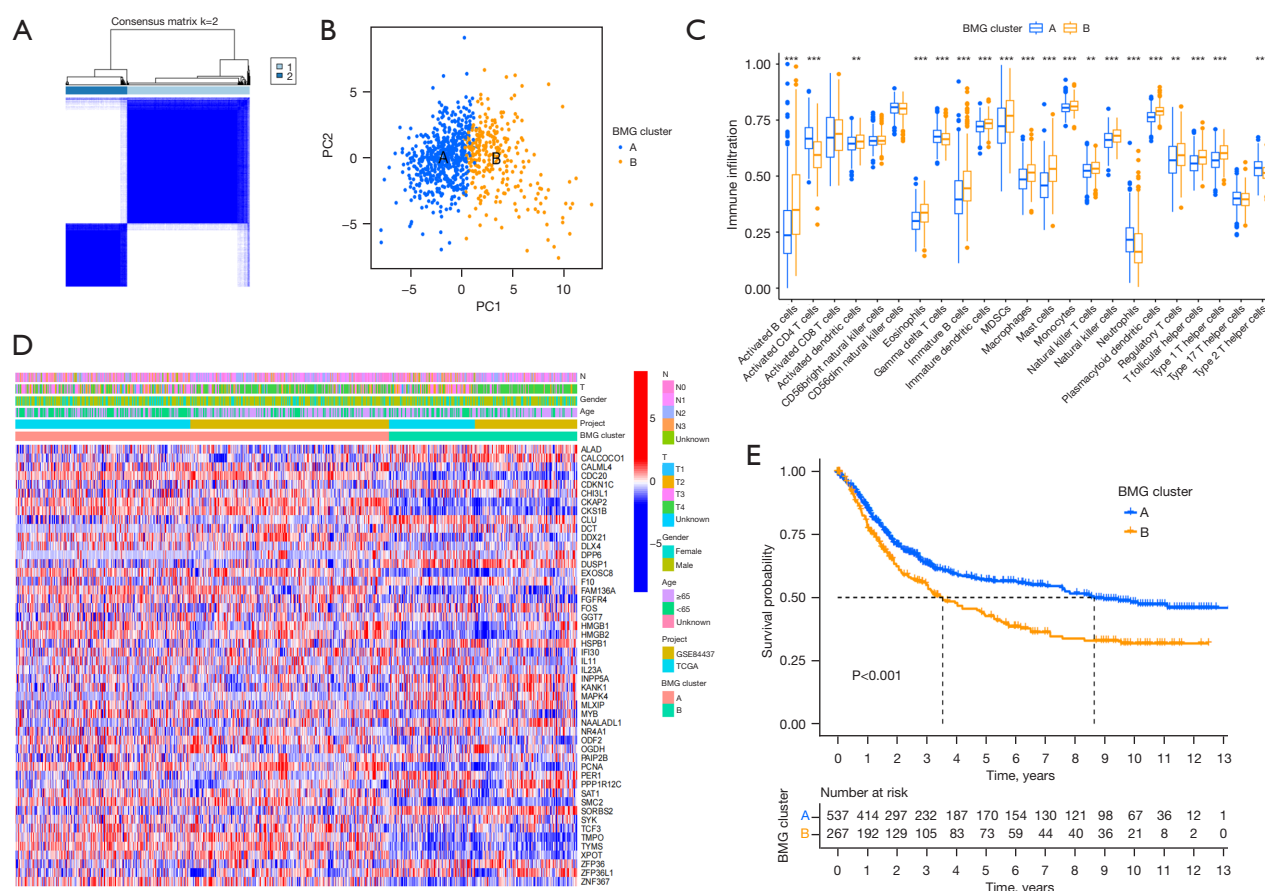 A
Consensus matrix k=2
1
2
B
PC2
5
0
−5
A
B
−5
0
5
10
PC1
BMG cluster
A
B
C
BMG cluster A B
*** *** ** *** *** *** *** *** *** *** *** ** *** *** *** ** *** ***
Immune infiltration
1.00
0.75
0.50
0.25
0.00
Activated B cells
Activated CD4 T cells
Activated CD8 T cells
Activated dendritic cells
CD56bright natural killer cells
CD56dim natural killer cells
Eosinophils
Gamma delta T cells
Immature B cells
Immature dendritic cells
MDSCs
Macrophages
Mast cells
Monocytes
Natural killer T cells
Natural killer cells
Neutrophils
Plasmacytoid dendritic cells
Regulatory T cells
T follicular helper cells
Type 1 T helper cells
Type 17 T helper cells
Type 2 T helper cells
D
N
T
Gender
Age
Project
BMG cluster
ALAD
CALCOCO1
CALML4
CDC20
CDKN1C
CHI3L1
CKAP2
CKS1B
CLU
DCT
DDX21
DLX4
DPP6
DUSP1
EXOSC8
F10
FAM136A
FGFR4
FOS
GGT7
HMGB1
HMGB2
HSPB1
IFI30
IL11
IL23A
INPP5A
KANK1
MAPK4
MLXIP
MYB
NAALADL1
NR4A1
ODF2
OGDH
PAIP2B
PCNA
PER1
PPP1R12C
SAT1
SMC2
SORBS2
SYK
TCF3
TMPO
TYMS
XPOT
ZFP36
ZFP36L1
ZNF367
5
0
−5
N
N0
N1
N2
N3
Unknown
T
T1
T2
T3
T4
Unknown
Gender
Female
Male
Age
≥65
<65
Unknown
Project
GSE84437
TCGA
BMG cluster
A
B
E
Survival probability
1.00
0.75
0.50
0.25
0.00
P<0.001
BMG cluster
A
B
0 1 2 3 4 5 6 7 8 9 10 11 12 13
Time, years
Number at risk
BMG cluster
A 537 414 297 232 187 170 154 130 121 98 67 36 12 1
B 267 192 129 105 83 73 59 44 40 36 21 8 2 0
0 1 2 3 4 5 6 7 8 9 10 11 12 13
Time, years